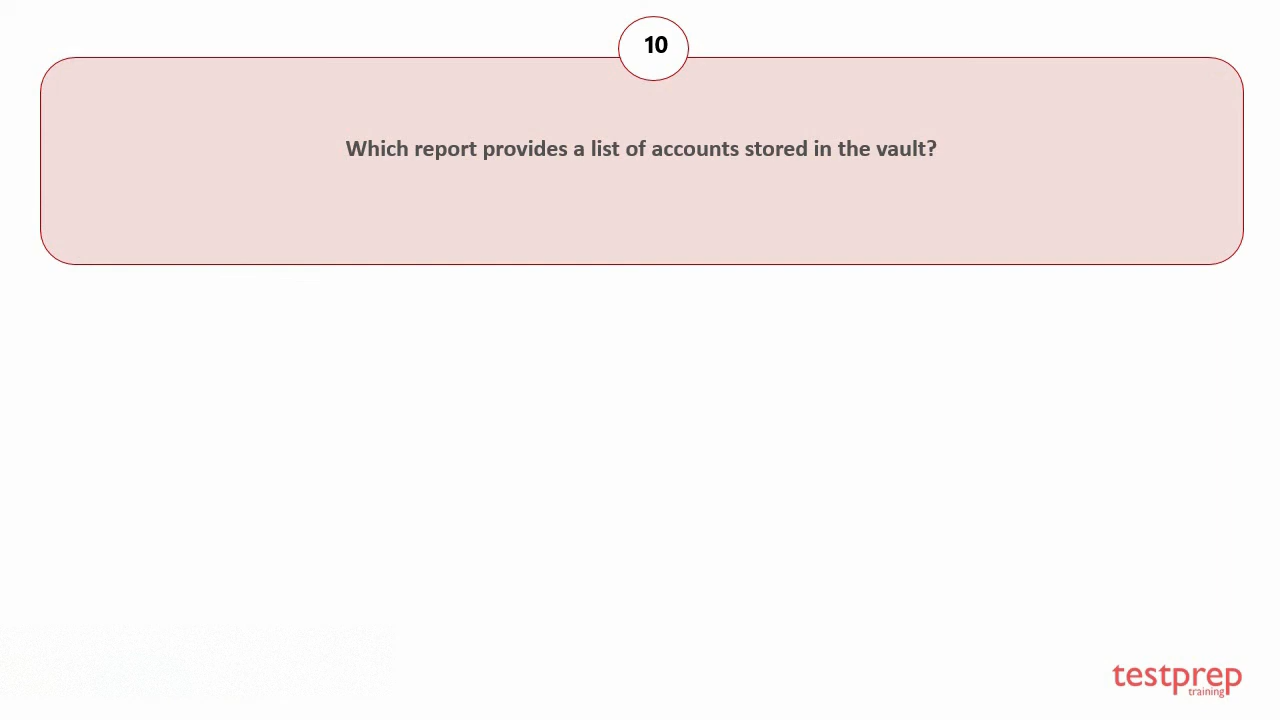 10
Which report provides a list of accounts stored in the vault?
testprep
training